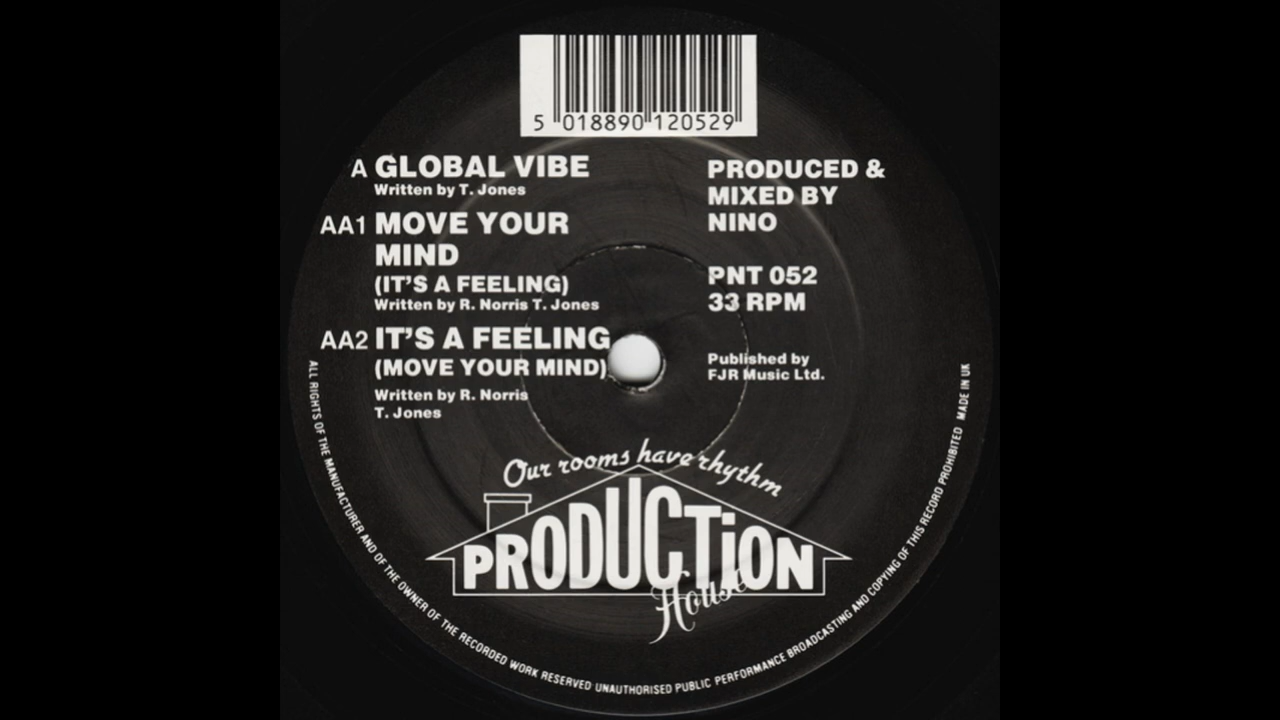 5 018890 120529
A GLOBAL VIBE
Written by T. Jones
AA1 MOVE YOUR
MIND
(IT'S A FEELING)
Written by R. Norris T. Jones
AA2 IT'S A FEELING
(MOVE YOUR MIND)
Written by R. Norris
T. Jones
PRODUCED &
MIXED BY
NINO
PNT 052
33 RPM
Published by
FJR Music Ltd.
Our rooms have rhythm
PRODUCTiON
House
ALL RIGHTS OF THE MANUFACTURER AND OF THE OWNER OF THE RECORDED WORK RESERVED UNAUTHORISED PUBLIC PERFORMANCE BROADCASTING AND COPYING OF THIS RECORD PROHIBITED MADE IN UK